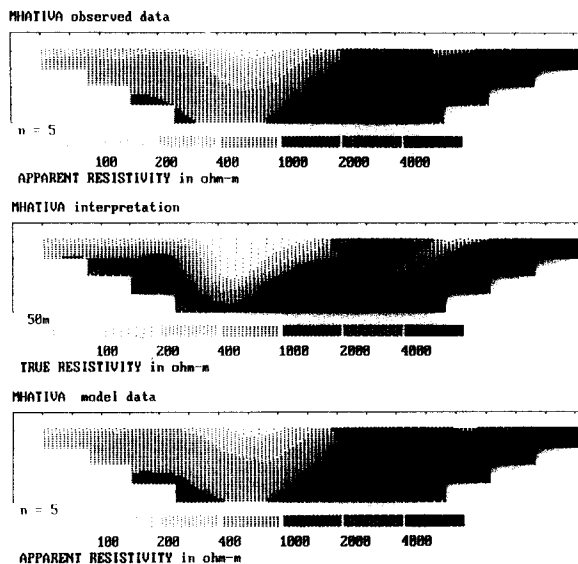 MHATIVA observed data
n = 5
100 200 400 1000 2000 4000
APPARENT RESISTIVITY in ohm-m
MHATIVA interpretation
50m
100 200 400 1000 2000 4000
TRUE RESISTIVITY in ohm-m
MHATIVA model data
n = 5
100 200 400 1000 2000 4000
APPARENT RESISTIVITY in ohm-m